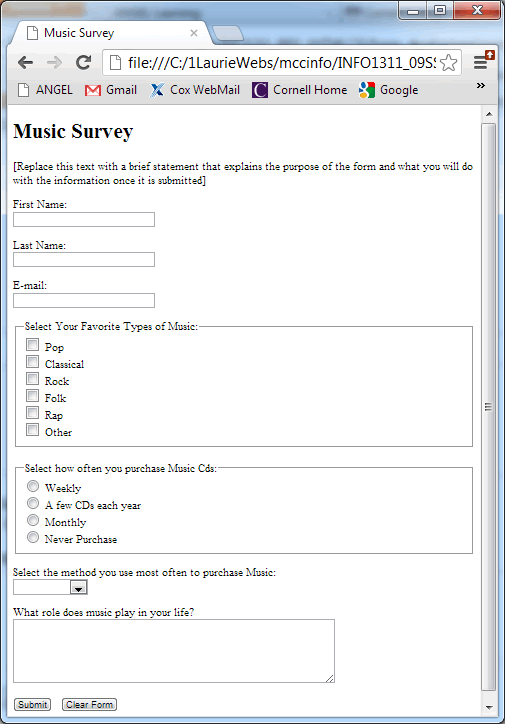 Music Survey
file:///C:/1LaurieWebs/mccinfo/INFO1311_09SS
ANGEL Gmail Cox WebMail Cornell Home Google »
Music Survey
[Replace this text with a brief statement that explains the purpose of the form and what you will do
with the information once it is submitted]
First Name:
Last Name:
E-mail:
Select Your Favorite Types of Music:
Pop
Classical
Rock
Folk
Rap
Other
Select how often you purchase Music Cds:
Weekly
A few CDs each year
Monthly
Never Purchase
Select the method you use most often to purchase Music:
What role does music play in your life?
Submit Clear Form